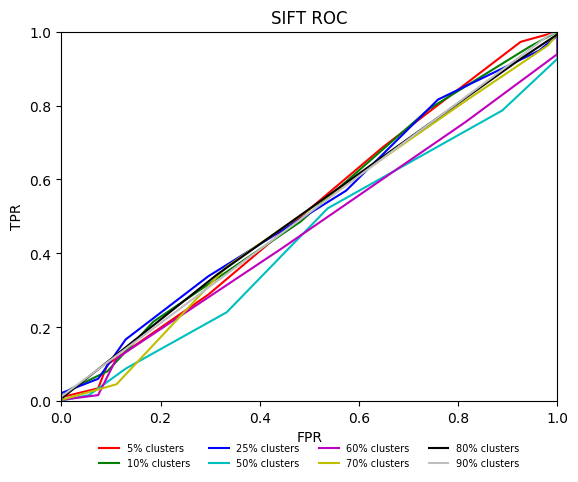 SIFT ROC
1.0
0.8
0.6
0.4
0.2
0.0
TPR
0.0 0.2 0.4 0.6 0.8 1.0
FPR
5% clusters 25% clusters 60% clusters 80% clusters
10% clusters 50% clusters 70% clusters 90% clusters